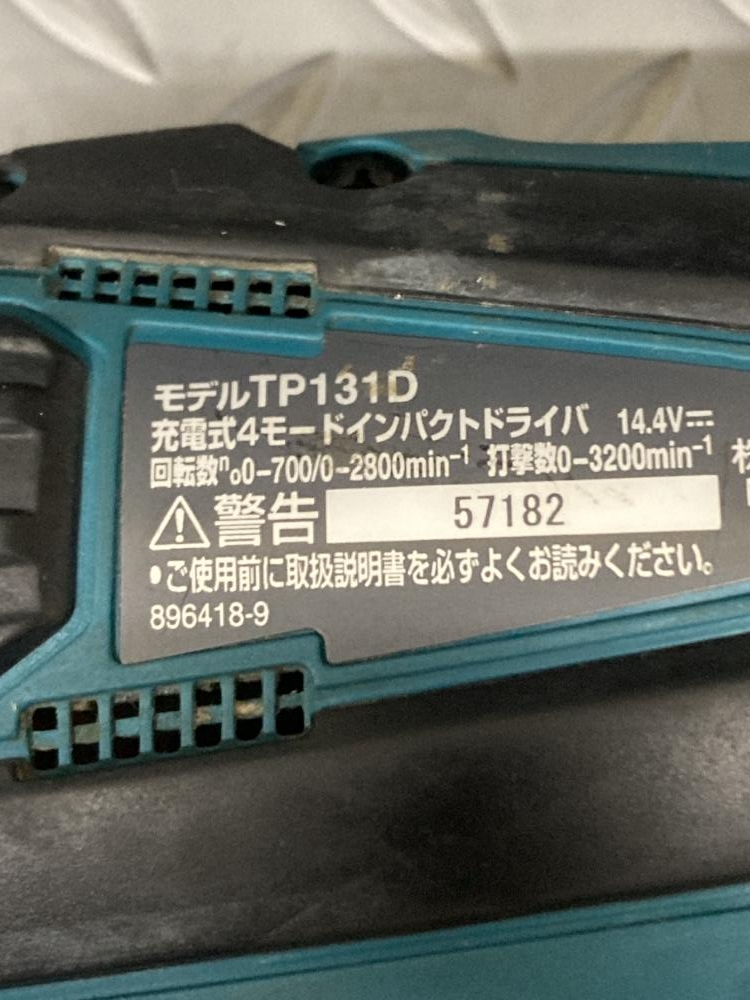 モデルTP131D
充電式4モードインパクトドライバ 14.4V⎓
回転数n₀0-700/0-2800min⁻¹ 打撃数0-3200min⁻¹
⚠警告 57182
•ご使用前に取扱説明書を必ずよくお読みください。
896418-9